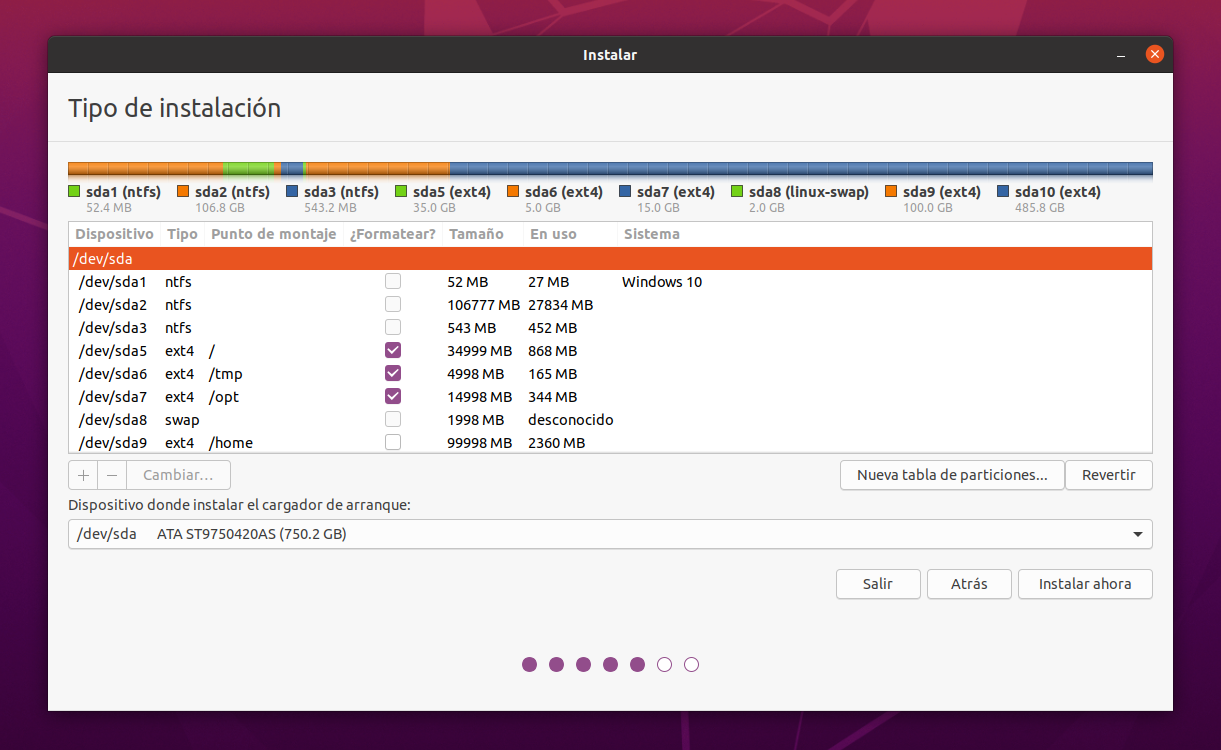 Instalar
Tipo de instalación
sda1 (ntfs) sda2 (ntfs) sda3 (ntfs) sda5 (ext4) sda6 (ext4) sda7 (ext4) sda8 (linux-swap) sda9 (ext4) sda10 (ext4)
52.4 MB 106.8 GB 543.2 MB 35.0 GB 5.0 GB 15.0 GB 2.0 GB 100.0 GB 485.8 GB
Dispositivo Tipo Punto de montaje ¿Formatear? Tamaño En uso Sistema
/dev/sda
/dev/sda1 ntfs 52 MB 27 MB Windows 10
/dev/sda2 ntfs 106777 MB 27834 MB
/dev/sda3 ntfs 543 MB 452 MB
/dev/sda5 ext4 / 34999 MB 868 MB
/dev/sda6 ext4 /tmp 4998 MB 165 MB
/dev/sda7 ext4 /opt 14998 MB 344 MB
/dev/sda8 swap 1998 MB desconocido
/dev/sda9 ext4 /home 99998 MB 2360 MB
+ − Cambiar... Nueva tabla de particiones... Revertir
Dispositivo donde instalar el cargador de arranque:
/dev/sda ATA ST9750420AS (750.2 GB)
Salir Atrás Instalar ahora